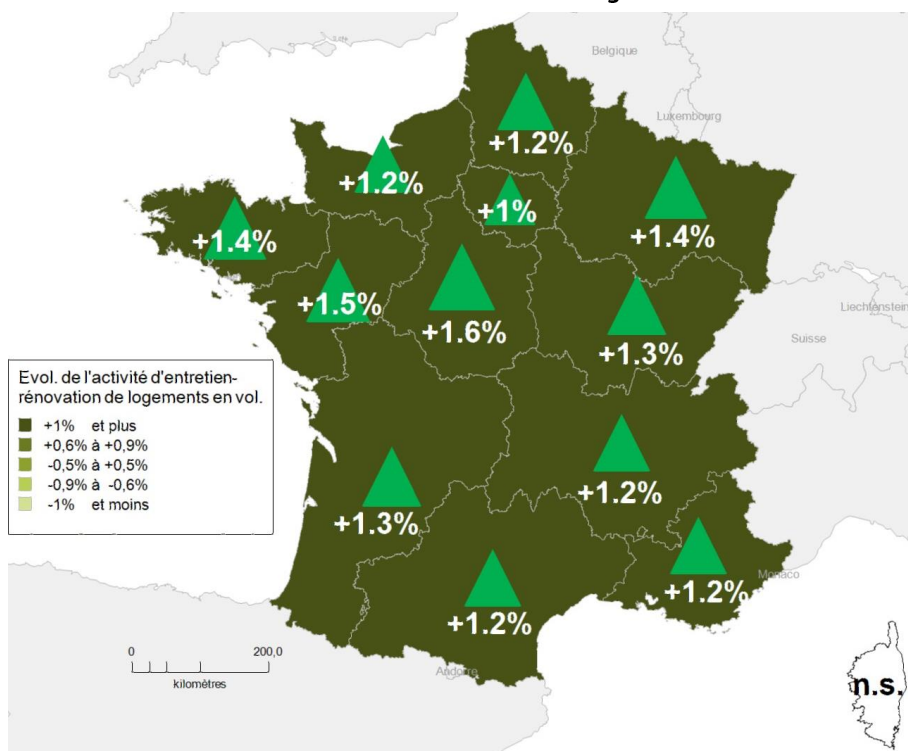 Belgique
Luxembourg
+1.2%
+1.2%
+1%
+1.4%
+1.4%
+1.5%
+1.6%
+1.3%
Liechtenstein
Suisse
Evol. de l'activité d'entretien-
rénovation de logements en vol.
+1% et plus
+0,6% à +0,9%
-0,5% à +0,5%
-0,9% à -0,6%
-1% et moins
+1.2%
+1.3%
Monaco
+1.2%
+1.2%
0 200,0
kilomètres
Andorre
n.s.